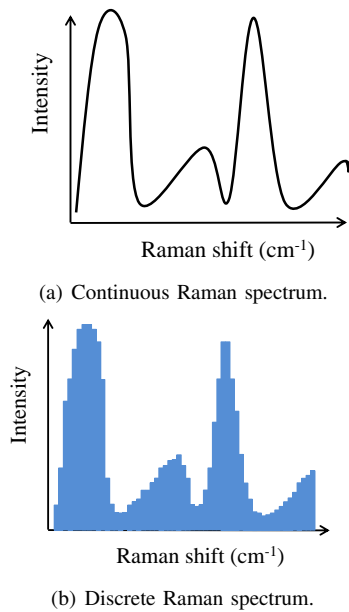 Intensity
Raman shift (cm⁻¹)
(a) Continuous Raman spectrum.
Intensity
Raman shift (cm⁻¹)
(b) Discrete Raman spectrum.